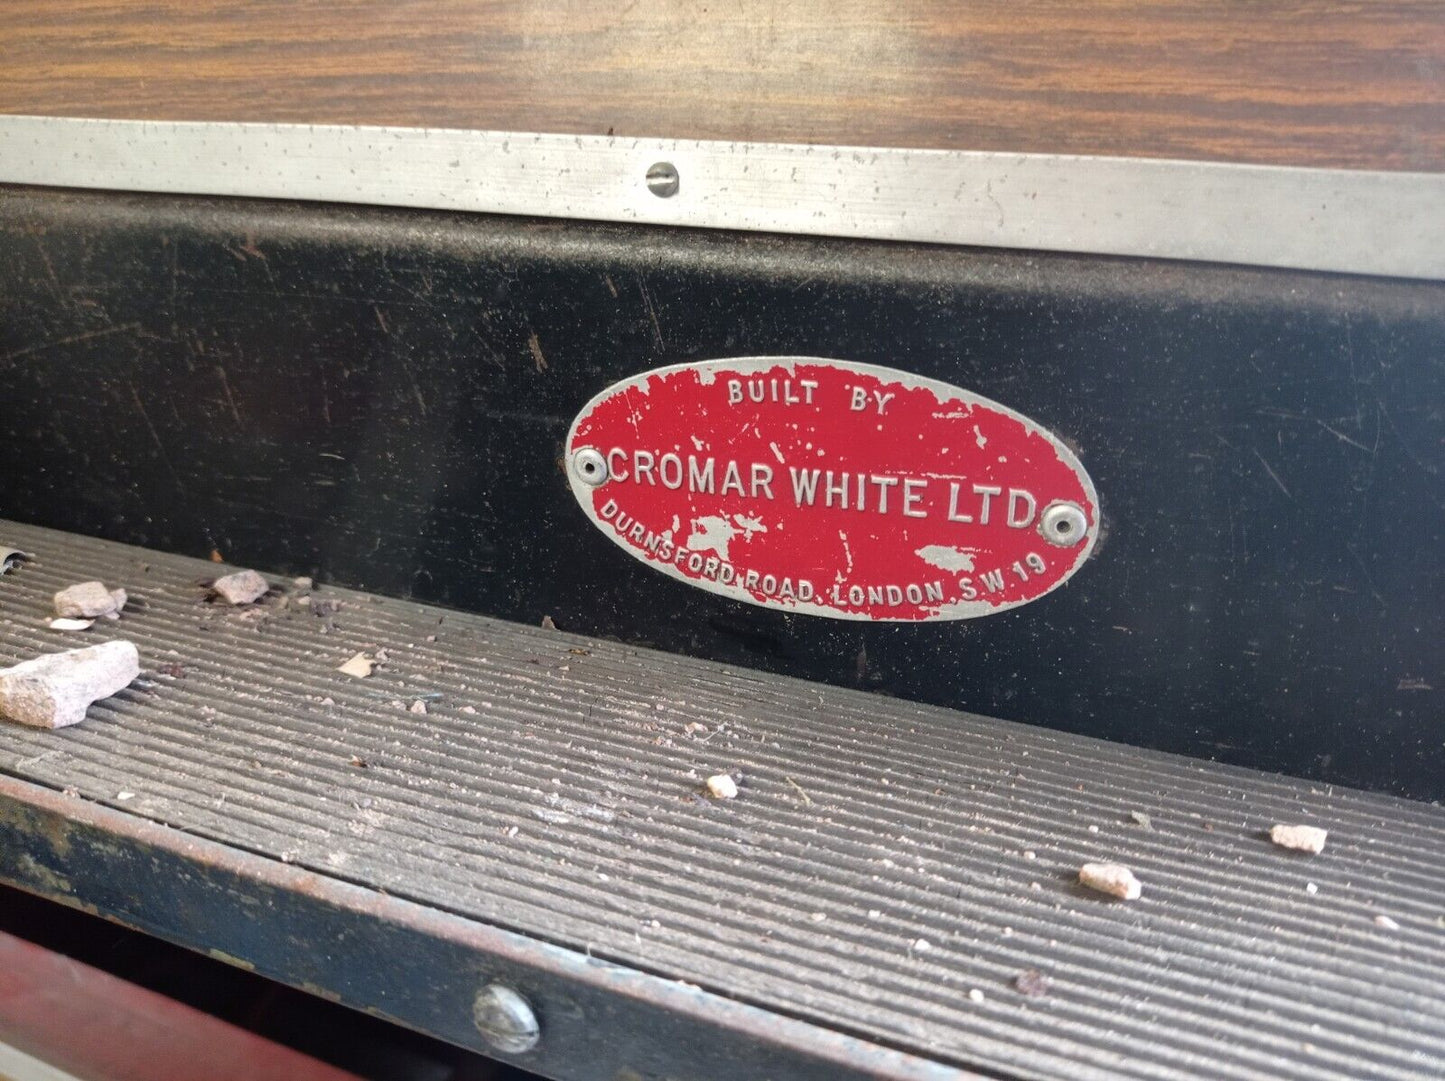 BUILT BY
CROMAR WHITE LTD.
DURNSFORD ROAD, LONDON, S.W.19.